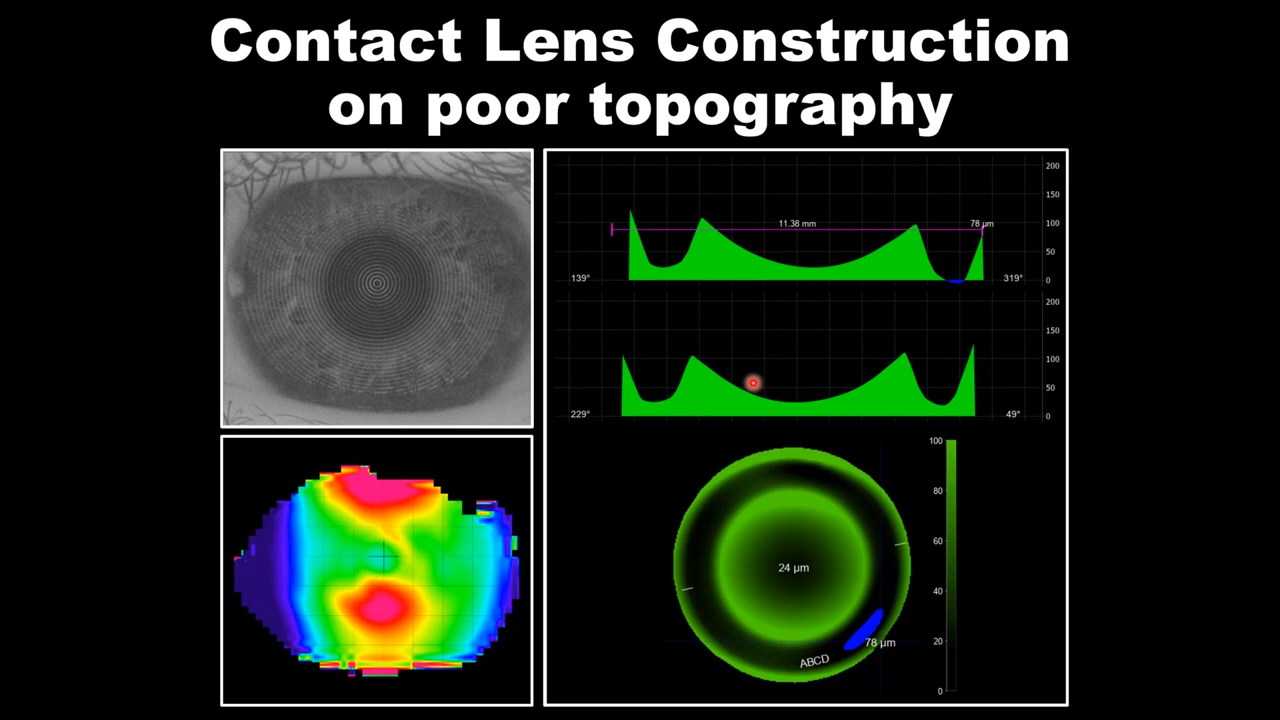 Contact Lens Construction
on poor topography
200
150
11.38 mm
78 µm
100
50
139°
319°
0
200
150
100
50
229°
49°
0
100
80
60
24 µm
40
78 µm
20
ABCD
0